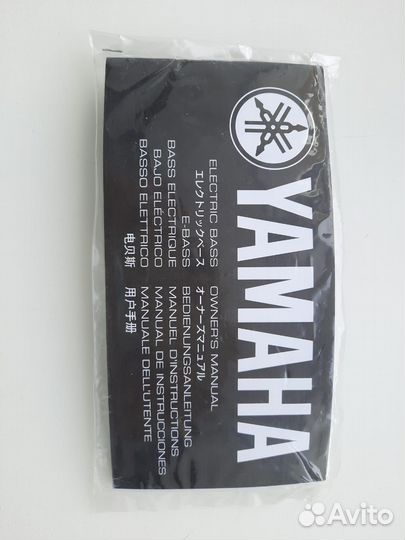 YAMAHA
ELECTRIC BASS OWNER'S MANUAL
エレクトリックベース オーナーズマニュアル
E-BASS BEDIENUNGSANLEITUNG
BASS ELECTRIQUE MANUEL D'INSTRUCTIONS
BAJO ELÉCTRICO MANUAL DE INSTRUCCIONES
BASSO ELETTRICO MANUALE DELL'UTENTE
电贝斯 用户手册
Avito